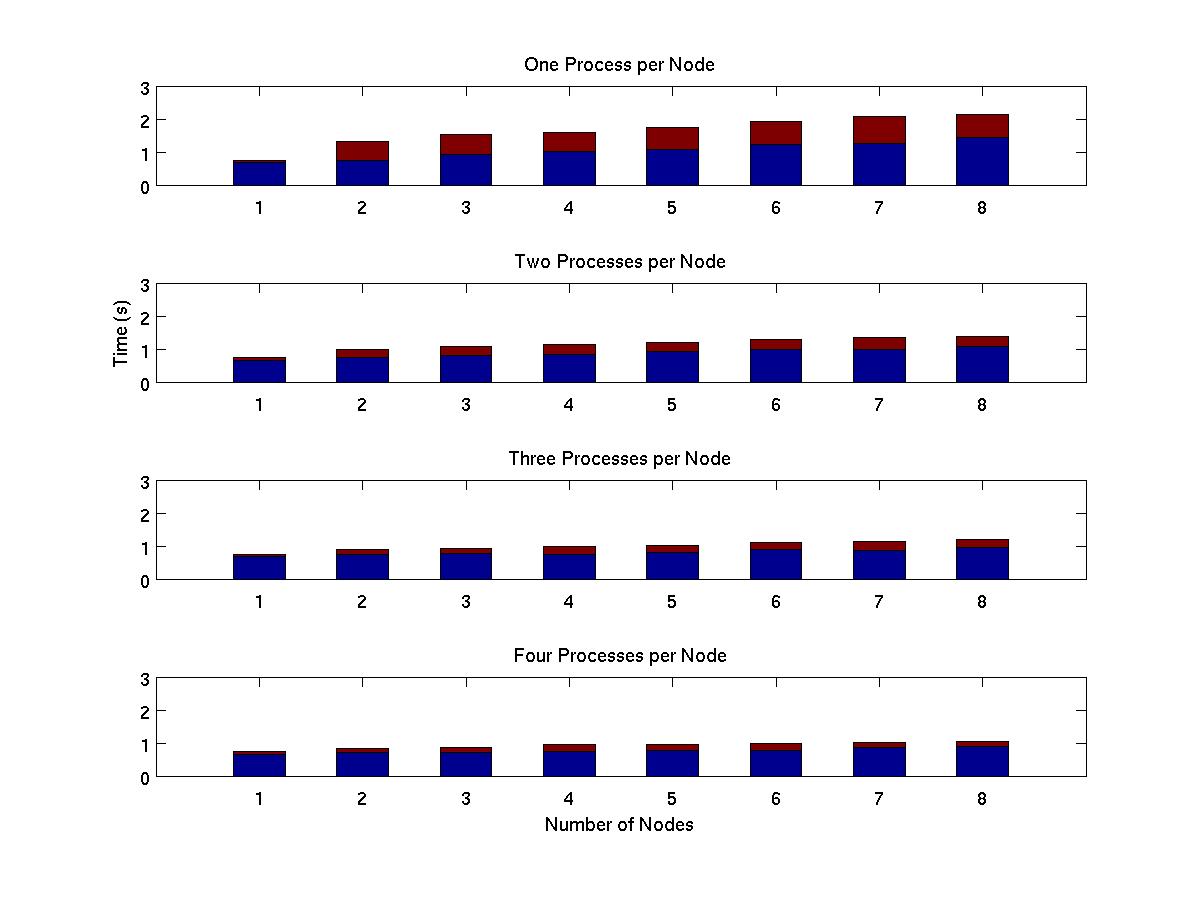 One Process per Node
3
2
1
0
1 2 3 4 5 6 7 8
Two Processes per Node
Time (s)
3
2
1
0
1 2 3 4 5 6 7 8
Three Processes per Node
3
2
1
0
1 2 3 4 5 6 7 8
Four Processes per Node
3
2
1
0
1 2 3 4 5 6 7 8
Number of Nodes